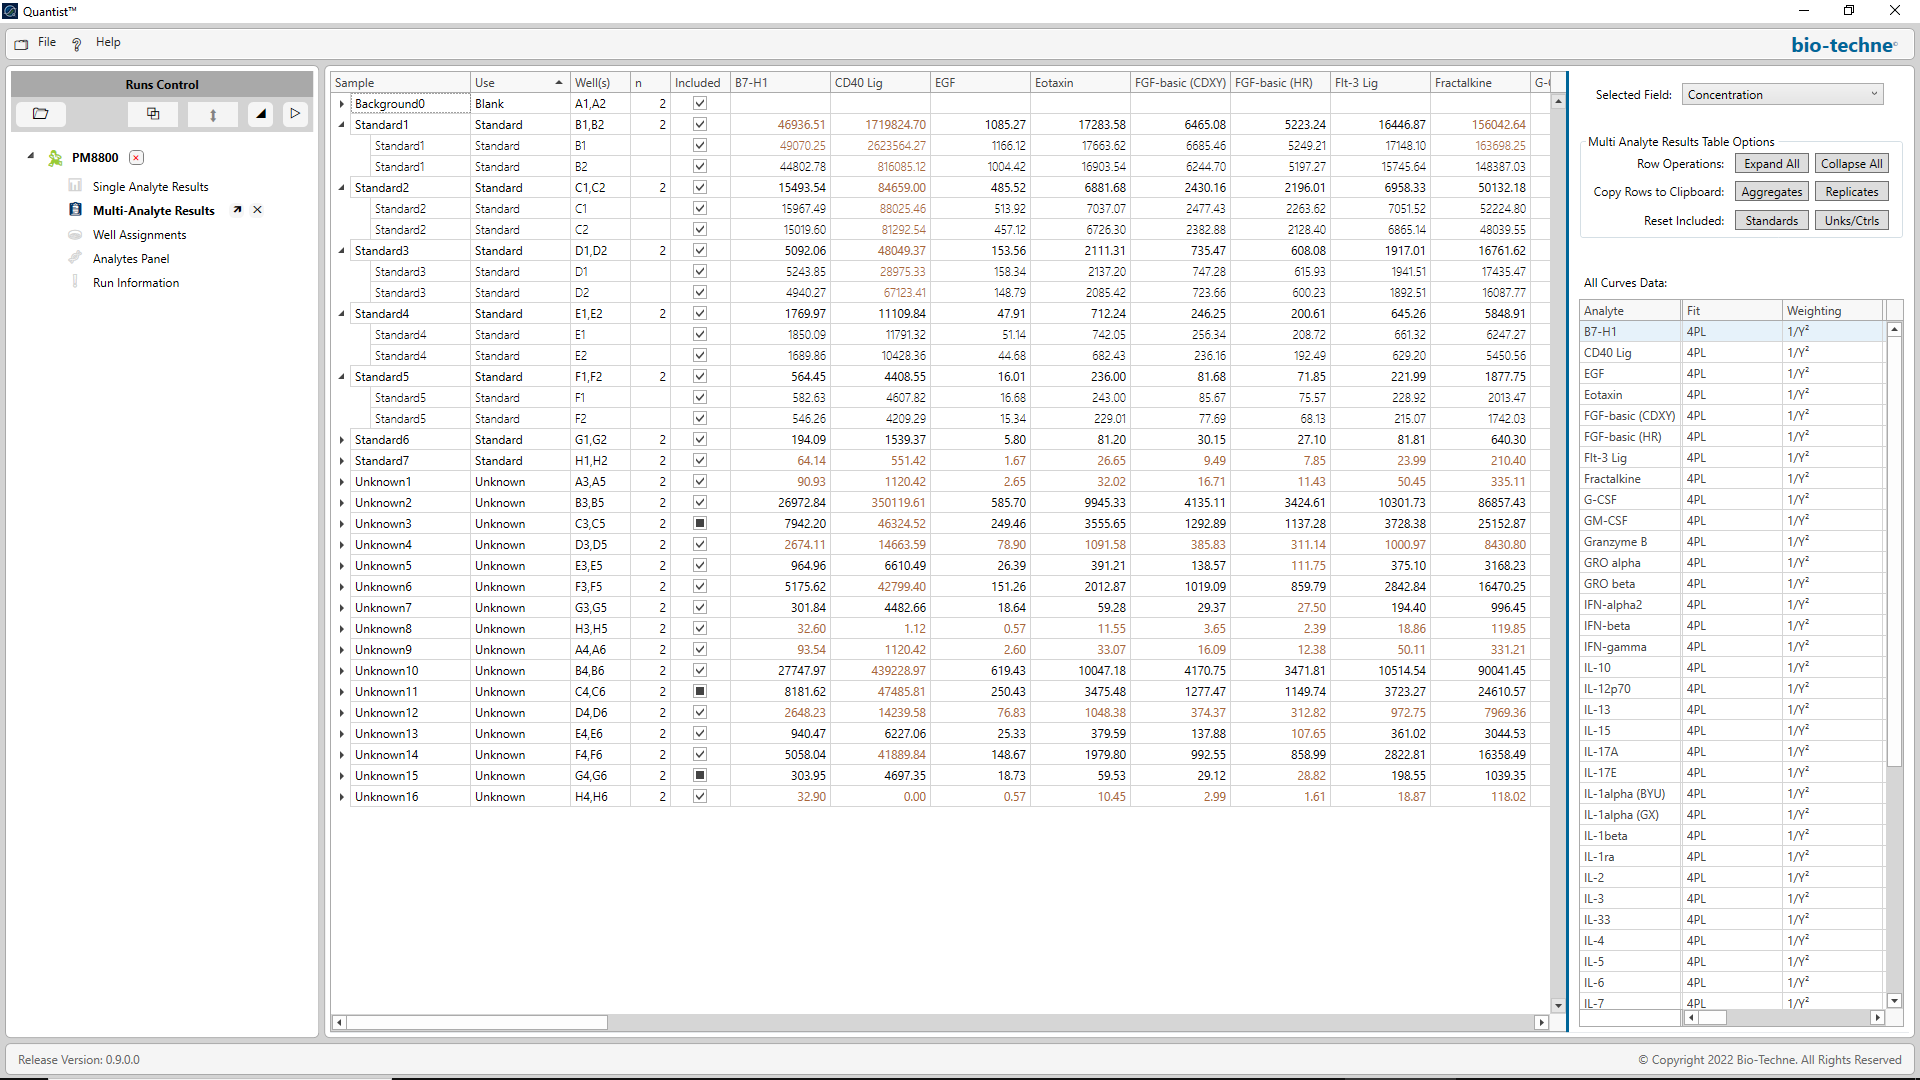 Quantist™
File ? Help
bio-techne
Runs Control
PM8800
Single Analyte Results
Multi-Analyte Results
Well Assignments
Analytes Panel
Run Information
Sample Use Well(s) n Included B7-H1 CD40 Lig EGF Eotaxin FGF-basic (CDXY) FGF-basic (HR) Flt-3 Lig Fractalkine G-
Background0 Blank A1,A2 2
Standard1 Standard B1,B2 2 46936.51 1719824.70 1085.27 17283.58 6465.08 5223.24 16446.87 156042.64
Standard1 Standard B1 49070.25 2623564.27 1166.12 17663.62 6685.46 5249.21 17148.10 163698.25
Standard1 Standard B2 44802.78 816085.12 1004.42 16903.54 6244.70 5197.27 15745.64 148387.03
Standard2 Standard C1,C2 2 15493.54 84659.00 485.52 6881.68 2430.16 2196.01 6958.33 50132.18
Standard2 Standard C1 15967.49 88025.46 513.92 7037.07 2477.43 2263.62 7051.52 52224.80
Standard2 Standard C2 15019.60 81292.54 457.12 6726.30 2382.88 2128.40 6865.14 48039.55
Standard3 Standard D1,D2 2 5092.06 48049.37 153.56 2111.31 735.47 608.08 1917.01 16761.62
Standard3 Standard D1 5243.85 28975.33 158.34 2137.20 747.28 615.93 1941.51 17435.47
Standard3 Standard D2 4940.27 67123.41 148.79 2085.42 723.66 600.23 1892.51 16087.77
Standard4 Standard E1,E2 2 1769.97 11109.84 47.91 712.24 246.25 200.61 645.26 5848.91
Standard4 Standard E1 1850.09 11791.32 51.14 742.05 256.34 208.72 661.32 6247.27
Standard4 Standard E2 1689.86 10428.36 44.68 682.43 236.16 192.49 629.20 5450.56
Standard5 Standard F1,F2 2 564.45 4408.55 16.01 236.00 81.68 71.85 221.99 1877.75
Standard5 Standard F1 582.63 4607.82 16.68 243.00 85.67 75.57 228.92 2013.47
Standard5 Standard F2 546.26 4209.29 15.34 229.01 77.69 68.13 215.07 1742.03
Standard6 Standard G1,G2 2 194.09 1539.37 5.80 81.20 30.15 27.10 81.81 640.30
Standard7 Standard H1,H2 2 64.14 551.42 1.67 26.65 9.49 7.85 23.99 210.40
Unknown1 Unknown A3,A5 2 90.93 1120.42 2.65 32.02 16.71 11.43 50.45 335.11
Unknown2 Unknown B3,B5 2 26972.84 350119.61 585.70 9945.33 4135.11 3424.61 10301.73 86857.43
Unknown3 Unknown C3,C5 2 7942.20 46324.52 249.46 3555.65 1292.89 1137.28 3728.38 25152.87
Unknown4 Unknown D3,D5 2 2674.11 14663.59 78.90 1091.58 385.83 311.14 1000.97 8430.80
Unknown5 Unknown E3,E5 2 964.96 6610.49 26.39 391.21 138.57 111.75 375.10 3168.23
Unknown6 Unknown F3,F5 2 5175.62 42799.40 151.26 2012.87 1019.09 859.79 2842.84 16470.25
Unknown7 Unknown G3,G5 2 301.84 4482.66 18.64 59.28 29.37 27.50 194.40 996.45
Unknown8 Unknown H3,H5 2 32.60 1.12 0.57 11.55 3.65 2.39 18.86 119.85
Unknown9 Unknown A4,A6 2 93.54 1120.42 2.60 33.07 16.09 12.38 50.11 331.21
Unknown10 Unknown B4,B6 2 27747.97 439228.97 619.43 10047.18 4170.75 3471.81 10514.54 90041.45
Unknown11 Unknown C4,C6 2 8181.62 47485.81 250.43 3475.48 1277.47 1149.74 3723.27 24610.57
Unknown12 Unknown D4,D6 2 2648.23 14239.58 76.83 1048.38 374.37 312.82 972.75 7969.36
Unknown13 Unknown E4,E6 2 940.47 6227.06 25.33 379.59 137.88 107.65 361.02 3044.53
Unknown14 Unknown F4,F6 2 5058.04 41889.84 148.67 1979.80 992.55 858.99 2822.81 16358.49
Unknown15 Unknown G4,G6 2 303.95 4697.35 18.73 59.53 29.12 28.82 198.55 1039.35
Unknown16 Unknown H4,H6 2 32.90 0.00 0.57 10.45 2.99 1.61 18.87 118.02
Selected Field: Concentration
Multi Analyte Results Table Options
Row Operations: Expand All Collapse All
Copy Rows to Clipboard: Aggregates Replicates
Reset Included: Standards Unks/Ctrls
All Curves Data:
Analyte Fit Weighting
B7-H1 4PL 1/Y²
CD40 Lig 4PL 1/Y²
EGF 4PL 1/Y²
Eotaxin 4PL 1/Y²
FGF-basic (CDXY) 4PL 1/Y²
FGF-basic (HR) 4PL 1/Y²
Flt-3 Lig 4PL 1/Y²
Fractalkine 4PL 1/Y²
G-CSF 4PL 1/Y²
GM-CSF 4PL 1/Y²
Granzyme B 4PL 1/Y²
GRO alpha 4PL 1/Y²
GRO beta 4PL 1/Y²
IFN-alpha2 4PL 1/Y²
IFN-beta 4PL 1/Y²
IFN-gamma 4PL 1/Y²
IL-10 4PL 1/Y²
IL-12p70 4PL 1/Y²
IL-13 4PL 1/Y²
IL-15 4PL 1/Y²
IL-17A 4PL 1/Y²
IL-17E 4PL 1/Y²
IL-1alpha (BYU) 4PL 1/Y²
IL-1alpha (GX) 4PL 1/Y²
IL-1beta 4PL 1/Y²
IL-1ra 4PL 1/Y²
IL-2 4PL 1/Y²
IL-3 4PL 1/Y²
IL-33 4PL 1/Y²
IL-4 4PL 1/Y²
IL-5 4PL 1/Y²
IL-6 4PL 1/Y²
IL-7 4PL 1/Y²
Release Version: 0.9.0.0
© Copyright 2022 Bio-Techne. All Rights Reserved